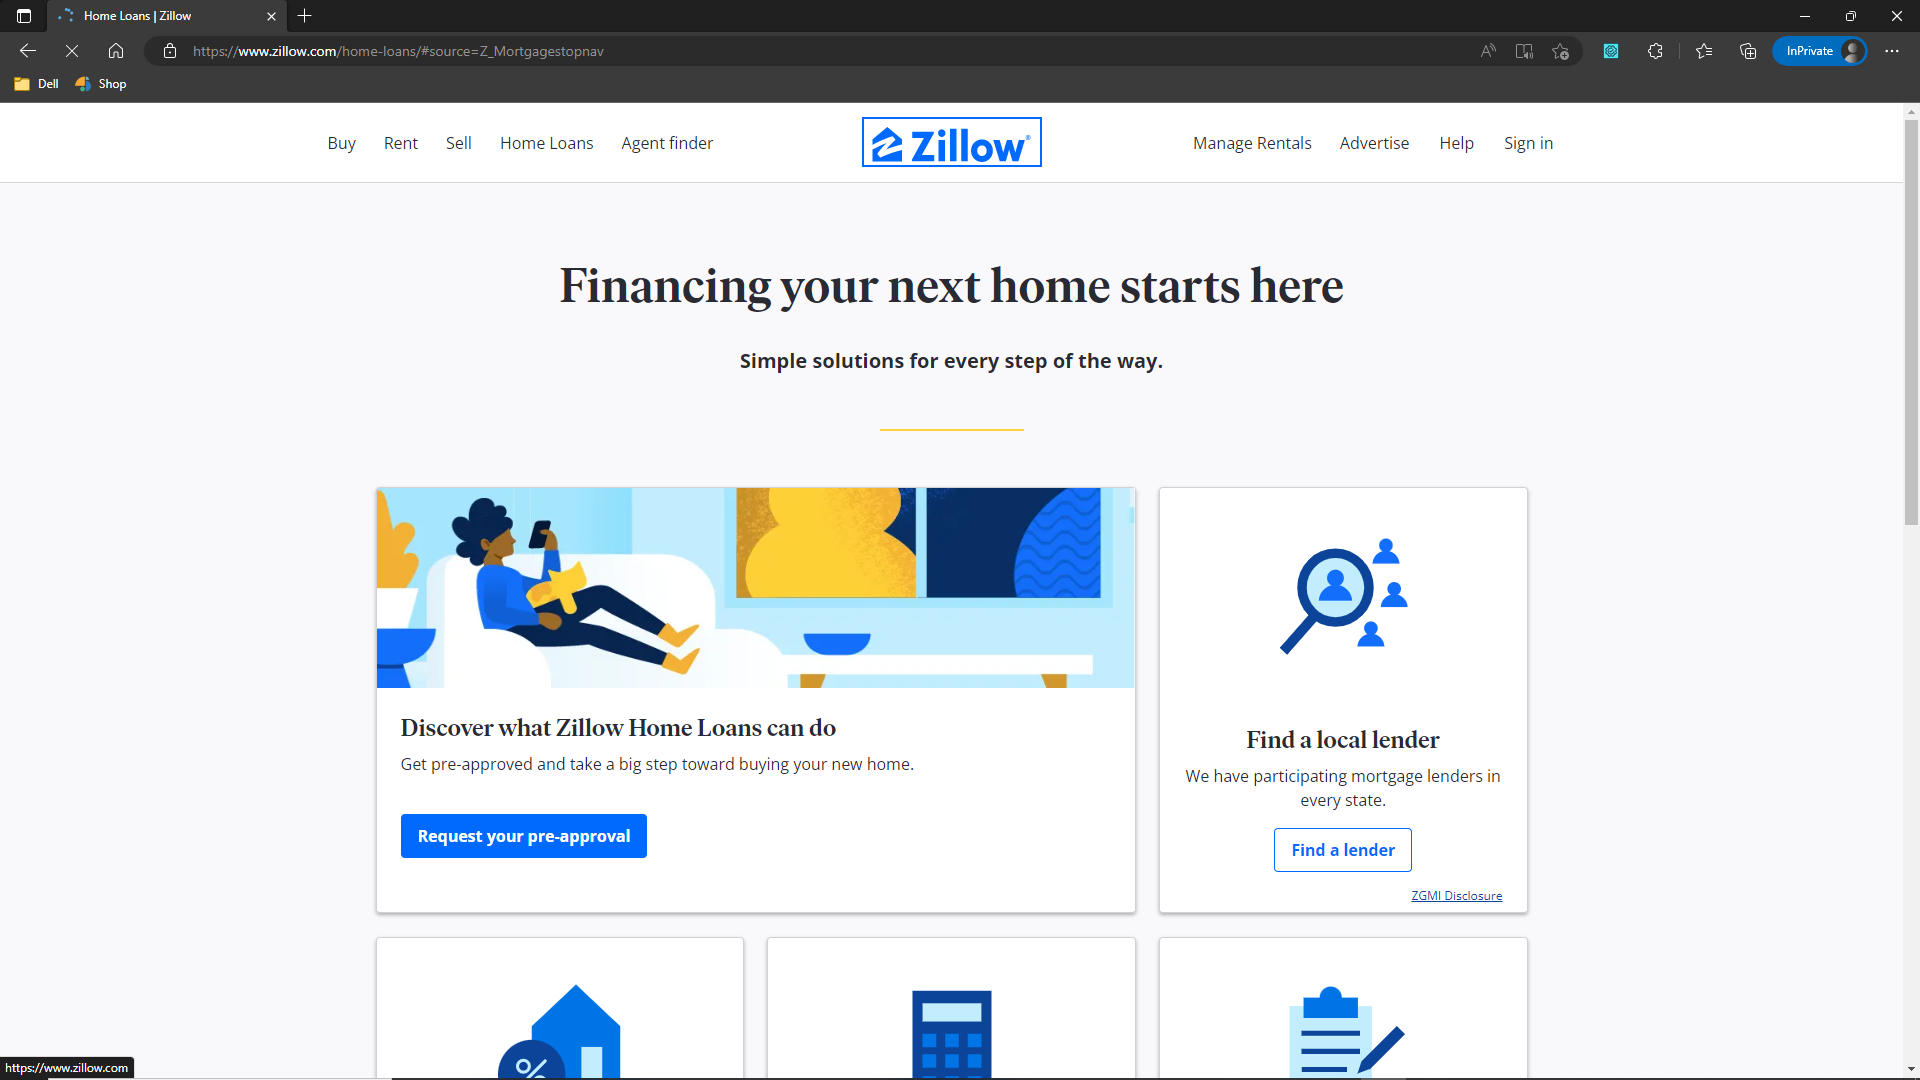 Home Loans | Zillow
https://www.zillow.com/home-loans/#source=Z_Mortgagestopnav
InPrivate
Dell
Shop
Buy
Rent
Sell
Home Loans
Agent finder
Zillow®
Manage Rentals
Advertise
Help
Sign in
Financing your next home starts here
Simple solutions for every step of the way.
Discover what Zillow Home Loans can do
Get pre-approved and take a big step toward buying your new home.
Request your pre-approval
Find a local lender
We have participating mortgage lenders in
every state.
Find a lender
ZGMI Disclosure
%
https://www.zillow.com